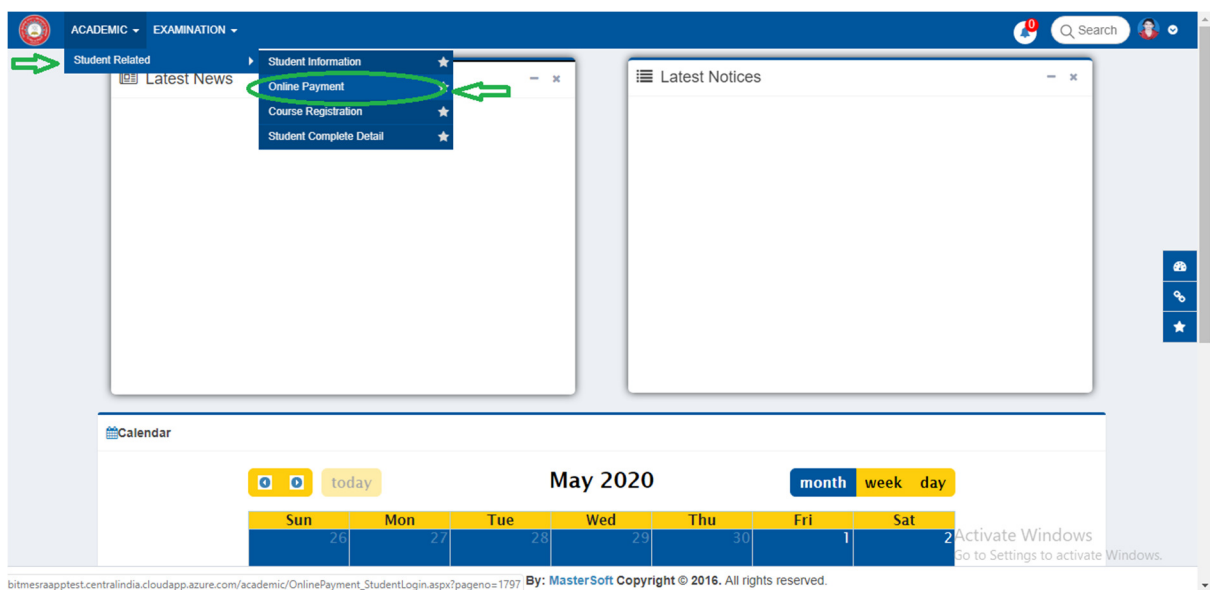 ACADEMIC EXAMINATION 0 Search
Student Related Student Information
Online Payment
Course Registration
Student Complete Detail
Latest News Latest Notices
Calendar
today May 2020 month week day
Sun Mon Tue Wed Thu Fri Sat
26 27 28 29 30 1 2
Activate Windows
Go to Settings to activate Windows.
bitmesraapptest.centralindia.cloudapp.azure.com/academic/OnlinePayment_StudentLogin.aspx?pageno=1797 By: MasterSoft Copyright © 2016. All rights reserved.